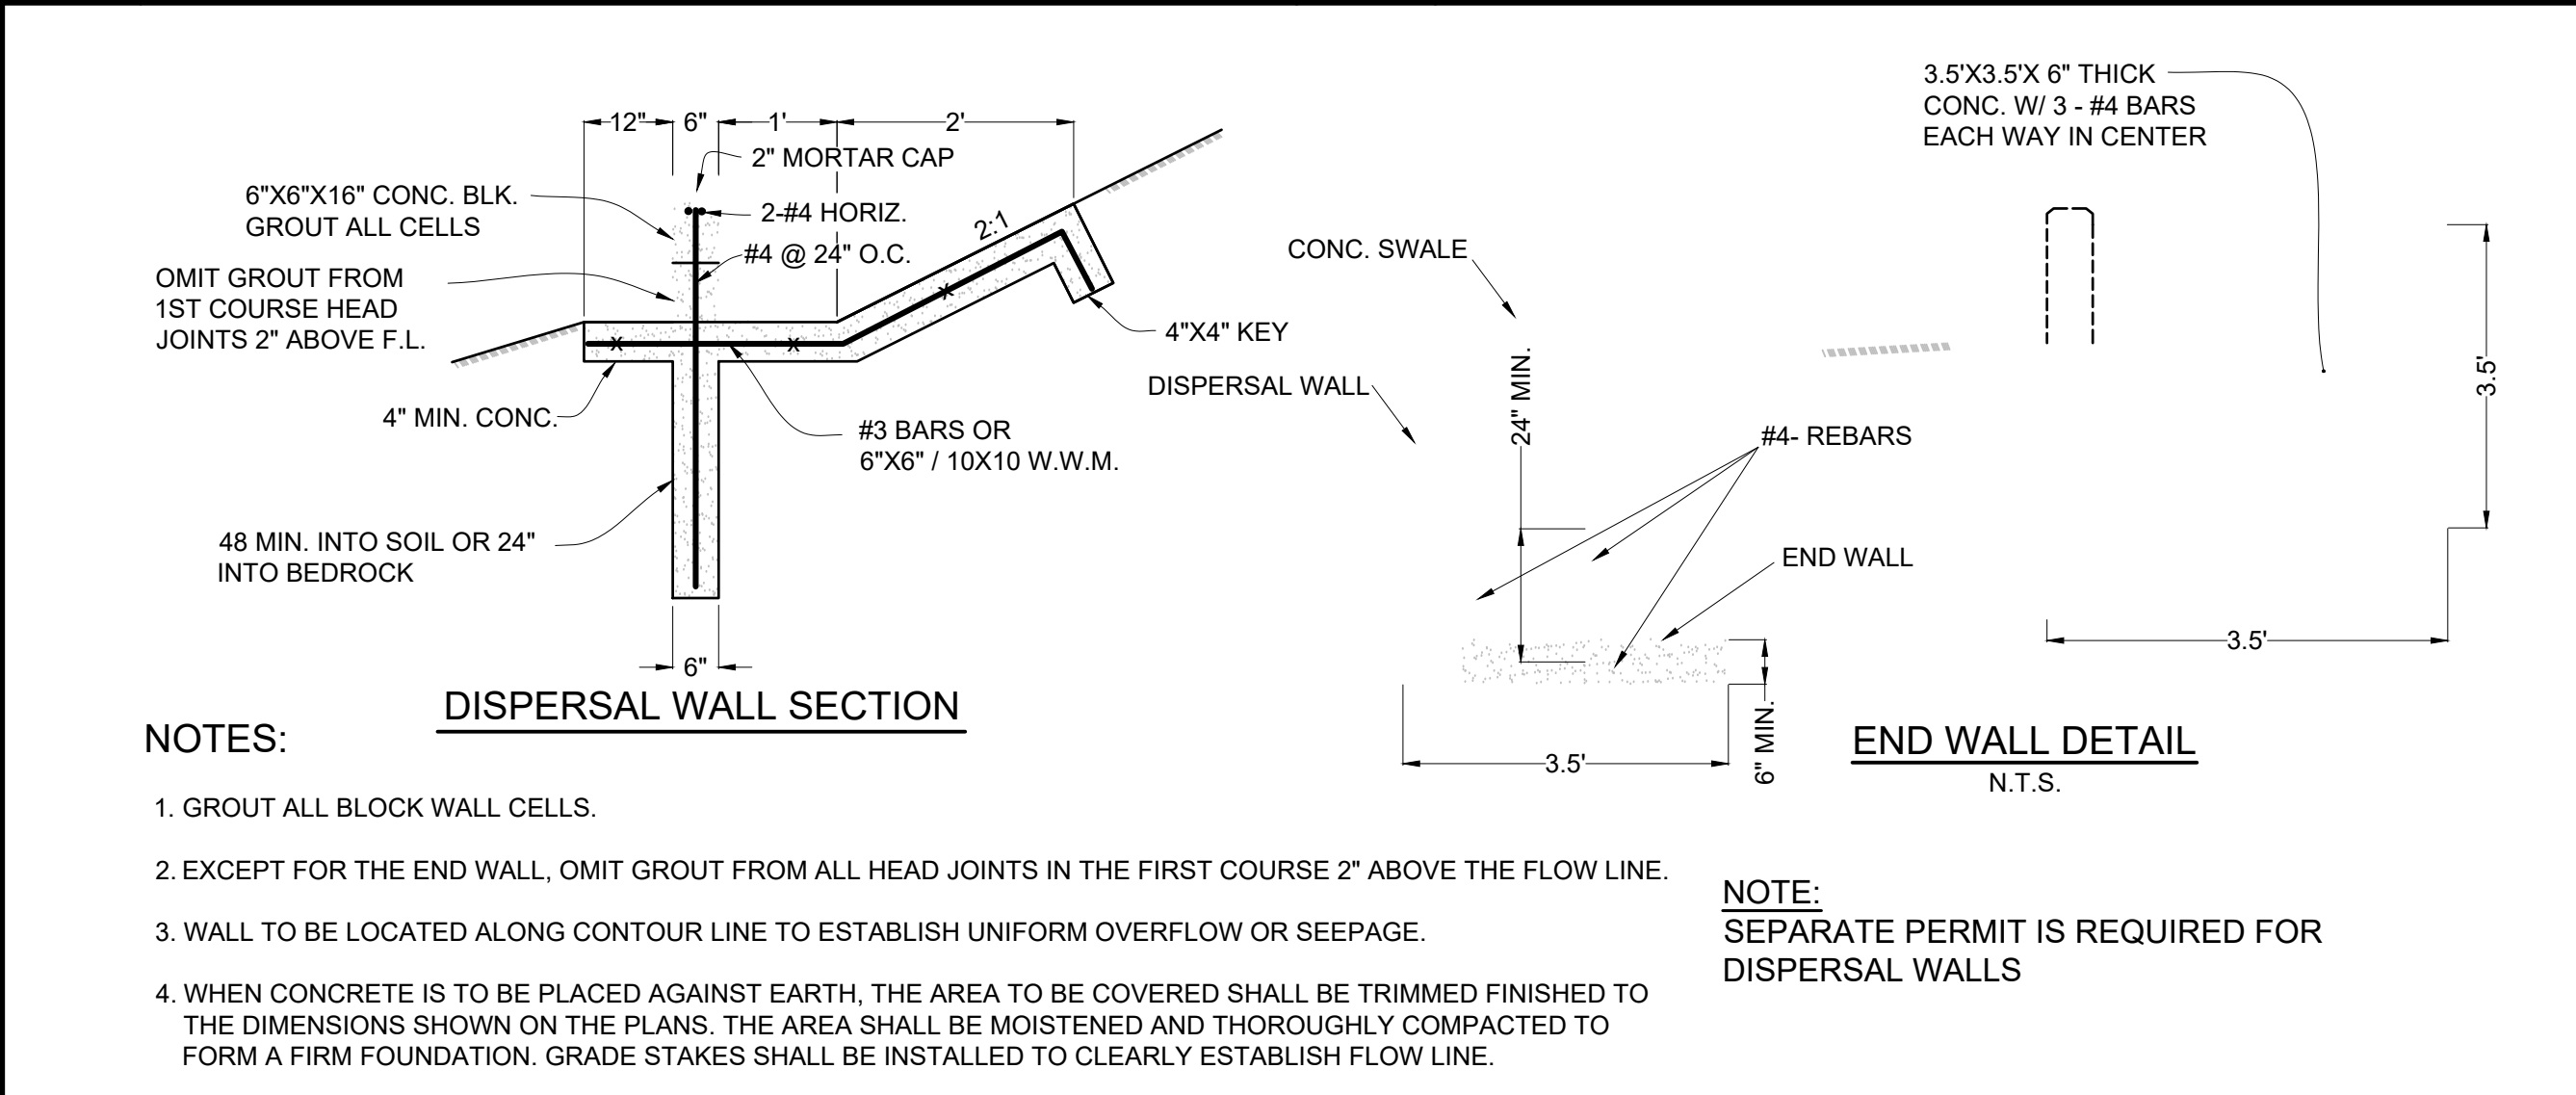 12"
6"
1'
2'
2" MORTAR CAP
6"X6"X16" CONC. BLK.
GROUT ALL CELLS
2-#4 HORIZ.
#4 @ 24" O.C.
2:1
OMIT GROUT FROM
1ST COURSE HEAD
JOINTS 2" ABOVE F.L.
4"X4" KEY
x
x
x
4" MIN. CONC.
#3 BARS OR
6"X6" / 10X10 W.W.M.
48 MIN. INTO SOIL OR 24"
INTO BEDROCK
6"
DISPERSAL WALL SECTION
3.5'X3.5'X 6" THICK
CONC. W/ 3 - #4 BARS
EACH WAY IN CENTER
CONC. SWALE
DISPERSAL WALL
24" MIN.
#4- REBARS
END WALL
3.5'
3.5'
3.5'
6" MIN.
END WALL DETAIL
N.T.S.
NOTES:
1. GROUT ALL BLOCK WALL CELLS.
2. EXCEPT FOR THE END WALL, OMIT GROUT FROM ALL HEAD JOINTS IN THE FIRST COURSE 2" ABOVE THE FLOW LINE.
3. WALL TO BE LOCATED ALONG CONTOUR LINE TO ESTABLISH UNIFORM OVERFLOW OR SEEPAGE.
4. WHEN CONCRETE IS TO BE PLACED AGAINST EARTH, THE AREA TO BE COVERED SHALL BE TRIMMED FINISHED TO
THE DIMENSIONS SHOWN ON THE PLANS. THE AREA SHALL BE MOISTENED AND THOROUGHLY COMPACTED TO
FORM A FIRM FOUNDATION. GRADE STAKES SHALL BE INSTALLED TO CLEARLY ESTABLISH FLOW LINE.
NOTE:
SEPARATE PERMIT IS REQUIRED FOR
DISPERSAL WALLS